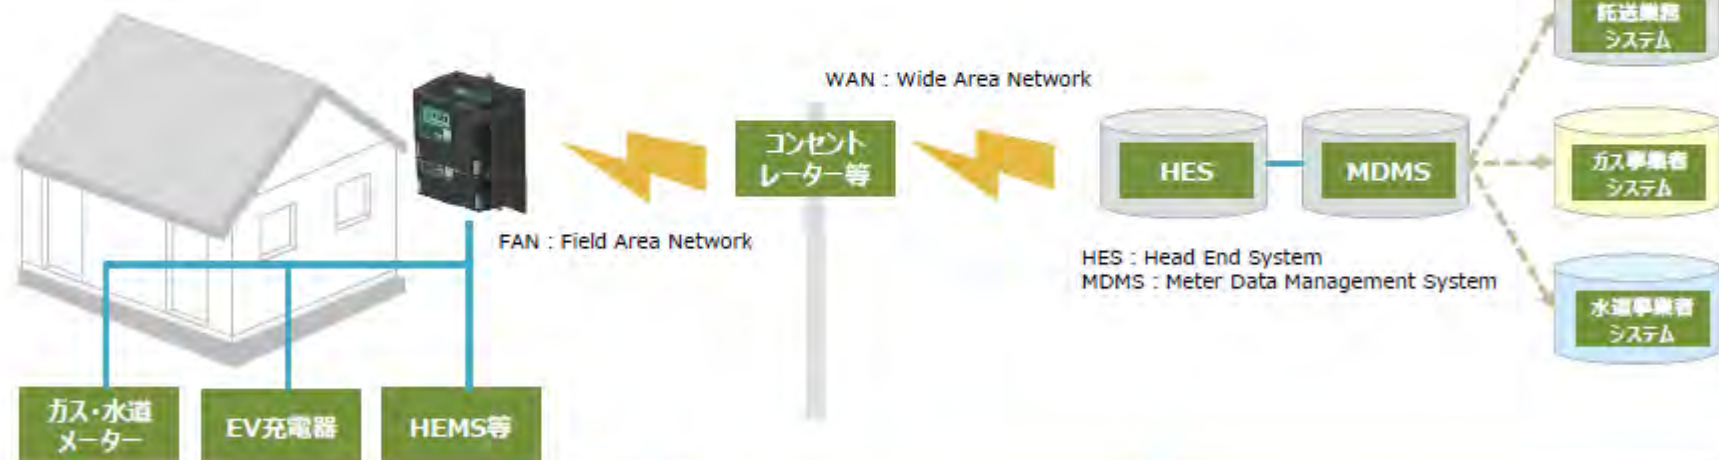 託送業務
システム
WAN : Wide Area Network
コンセント
レーター等
HES
MDMS
ガス事業者
システム
FAN : Field Area Network
HES : Head End System
MDMS : Meter Data Management System
水道事業者
システム
ガス・水道
メーター
EV充電器
HEMS等